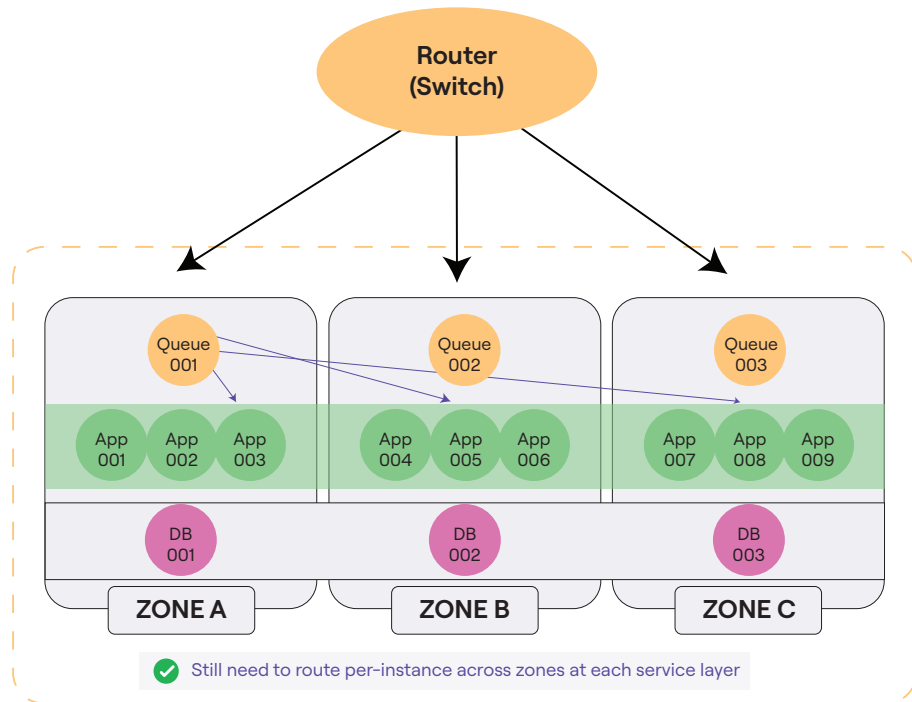 Router
(Switch)
Queue
001
Queue
002
Queue
003
App
001
App
002
App
003
App
004
App
005
App
006
App
007
App
008
App
009
DB
001
DB
002
DB
003
ZONE A
ZONE B
ZONE C
Still need to route per-instance across zones at each service layer